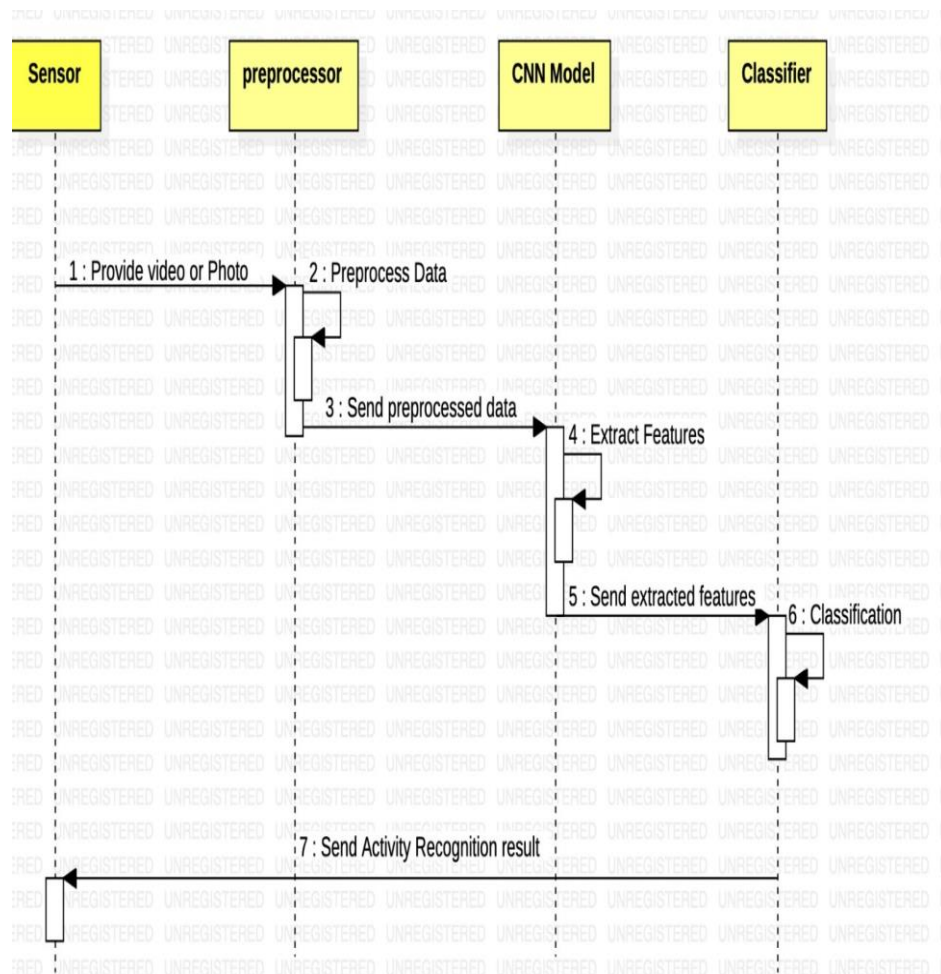 Sensor
preprocessor
CNN Model
Classifier
1 : Provide video or Photo
2 : Preprocess Data
3 : Send preprocessed data
4 : Extract Features
5 : Send extracted features
6 : Classification
7 : Send Activity Recognition result
UNREGISTERED